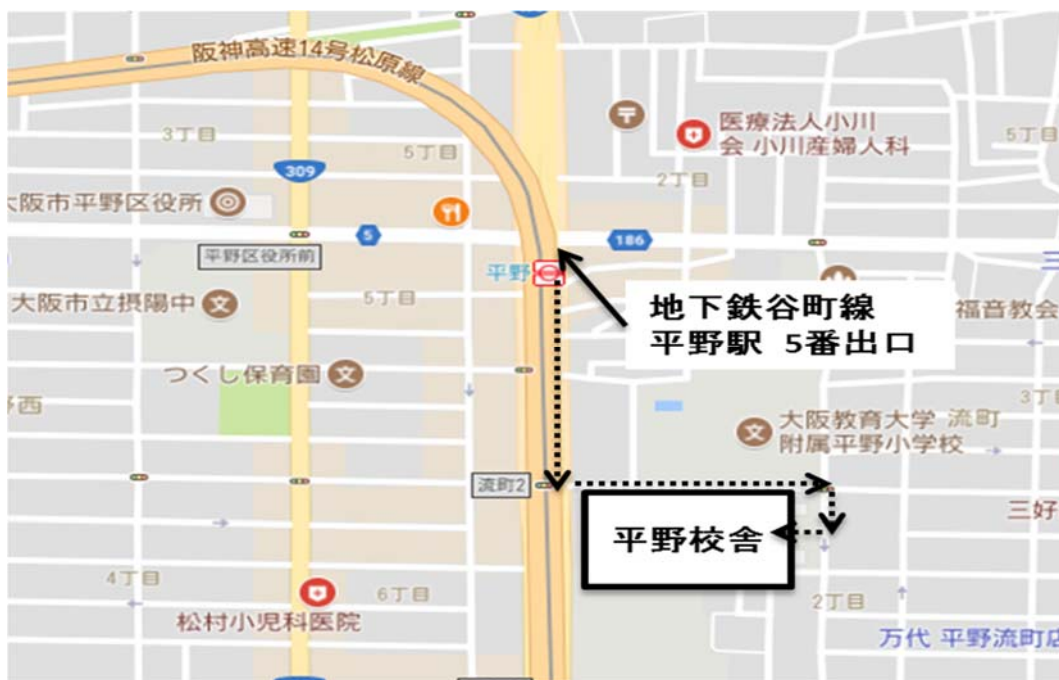 阪神高速14号松原線
3丁目
5丁目
医療法人小川
会 小川産婦人科
5丁目
309
2丁目
大阪市平野区役所
5
186
平野区役所前
平野
三
大阪市立摂陽中
5丁目
地下鉄谷町線
平野駅 5番出口
福音教会
つくし保育園
野西
3丁目
大阪教育大学 流町
附属平野小学校
流町2
三好
平野校舎
4丁目
6丁目
2丁目
松村小児科医院
万代 平野流町店